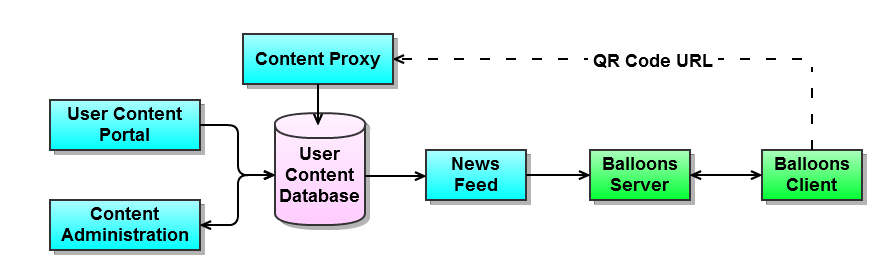 Content Proxy
QR Code URL
User Content
Portal
User
Content
Database
News
Feed
Balloons
Server
Balloons
Client
Content
Administration